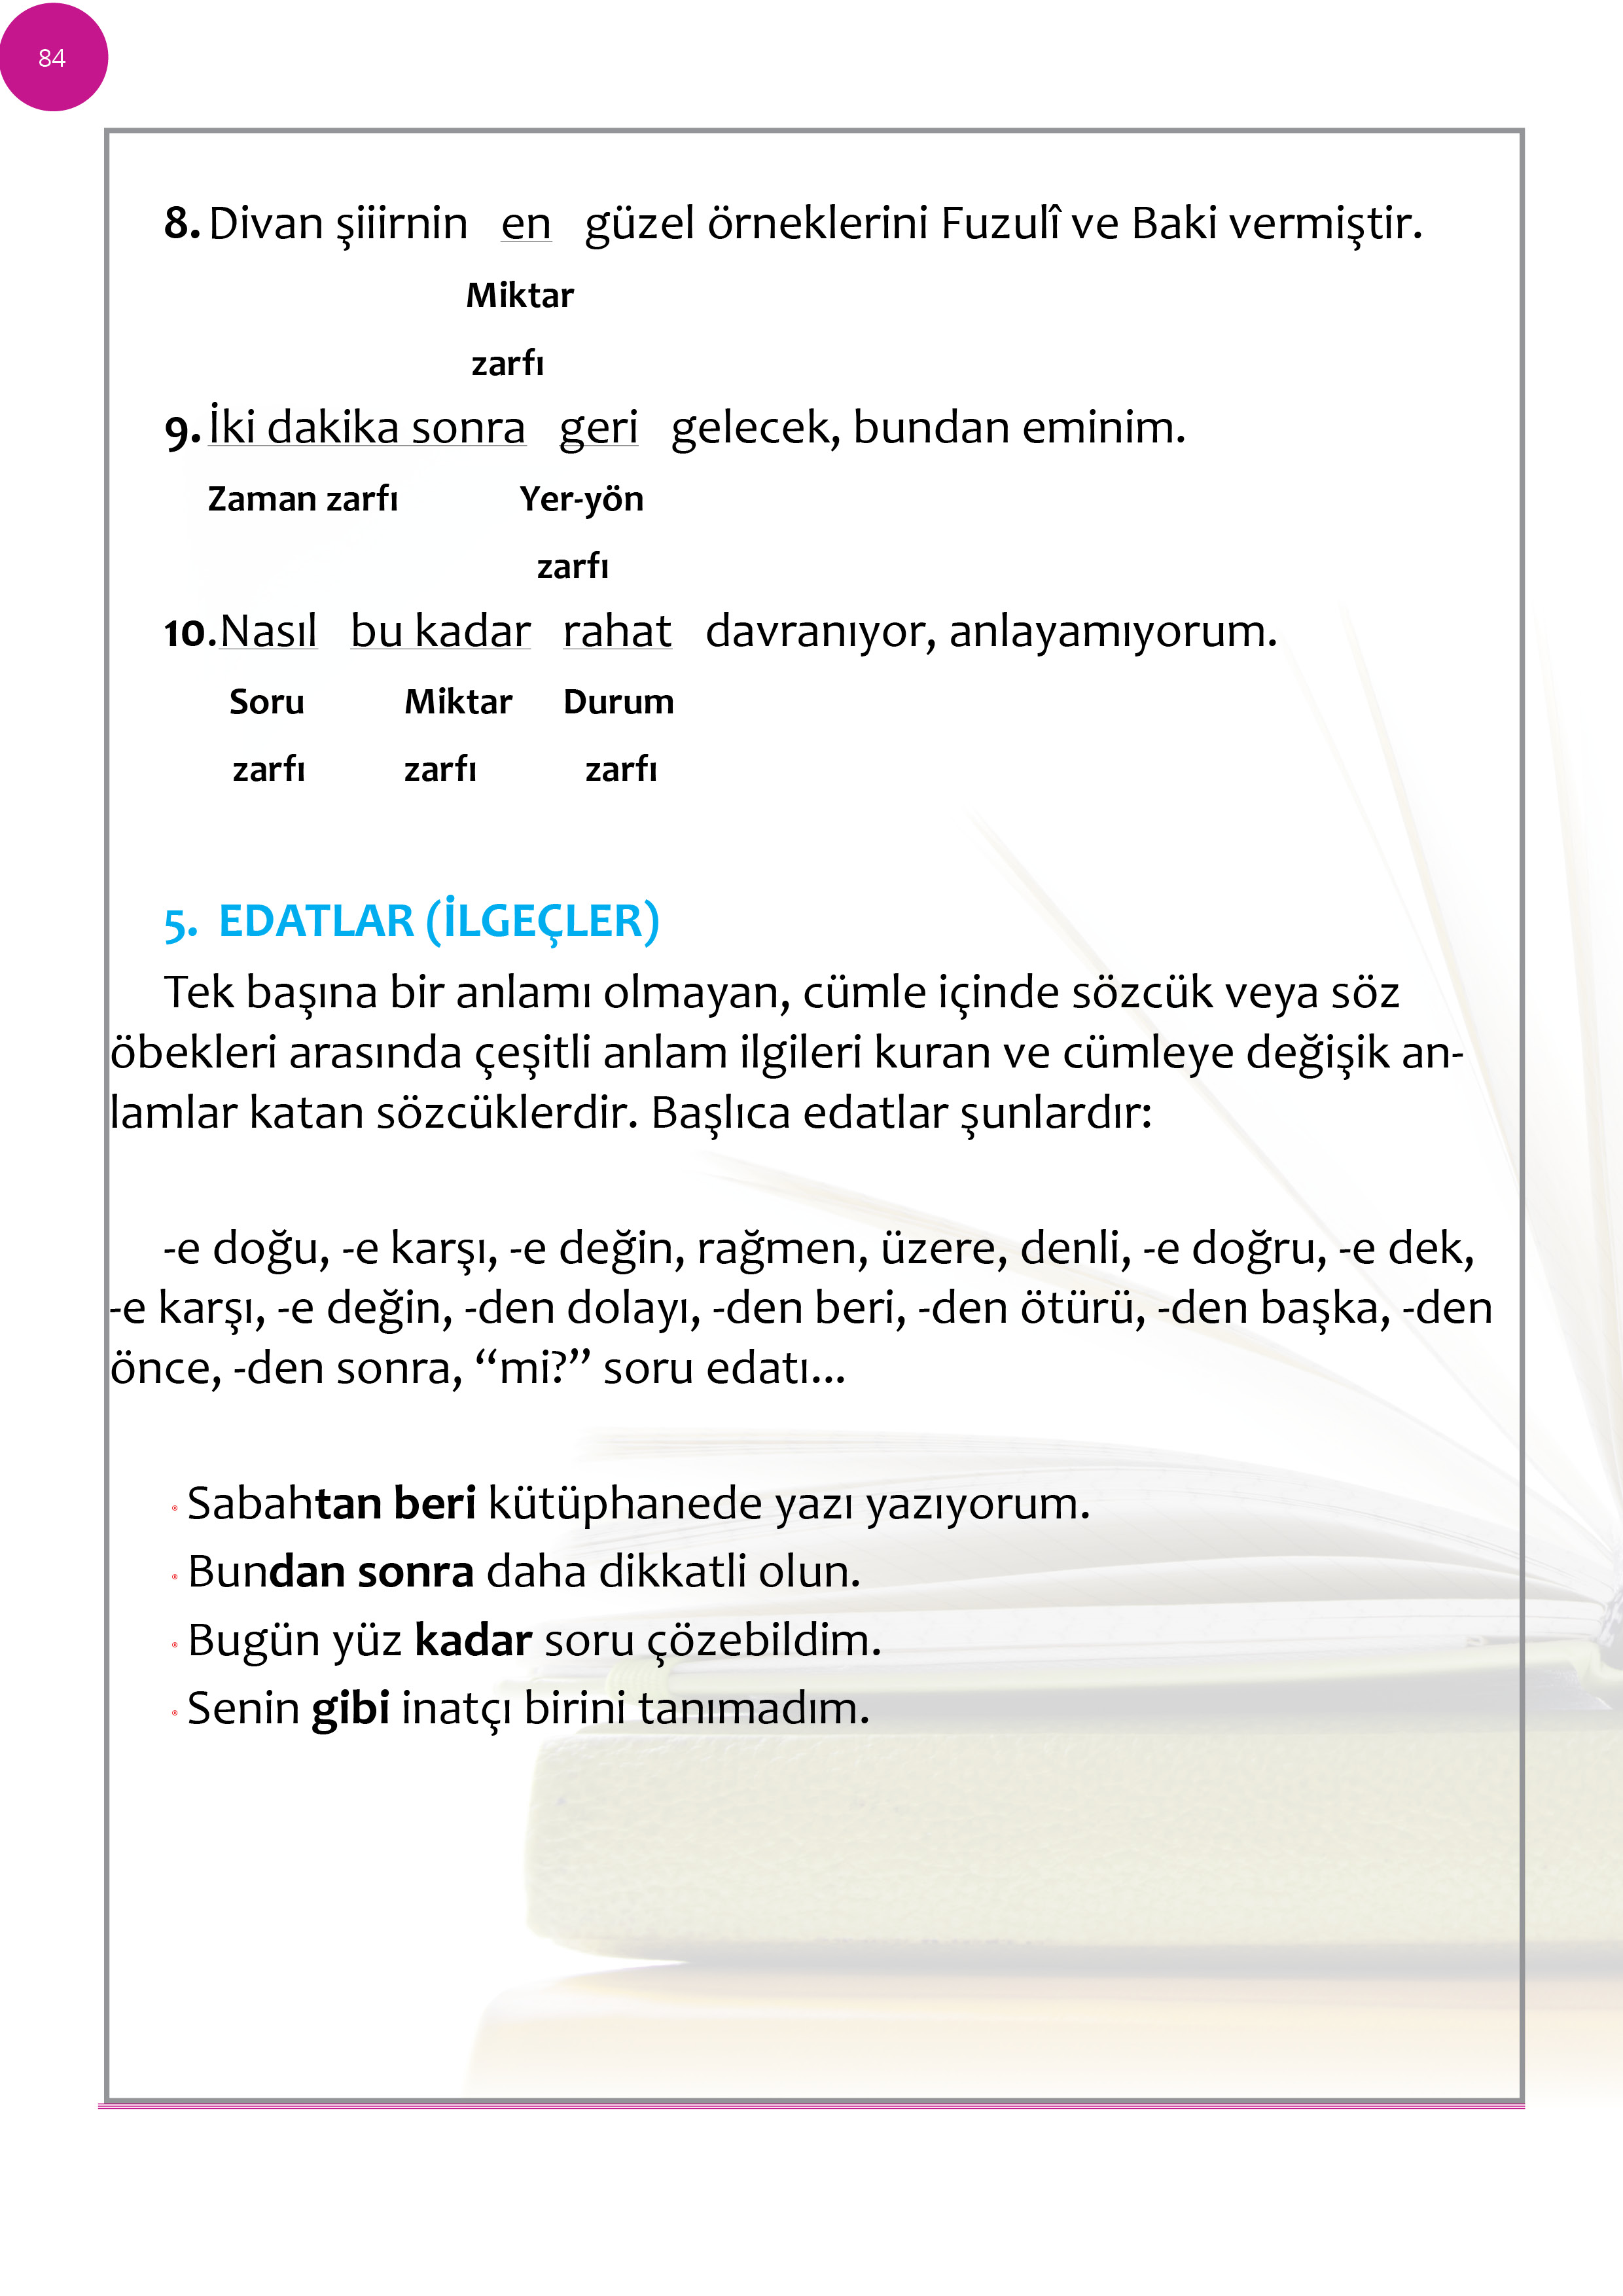 84
8. Divan şiiirnin en güzel örneklerini Fuzulî ve Baki vermiştir.
Miktar
zarfı
9. İki dakika sonra geri gelecek, bundan eminim.
Zaman zarfı Yer-yön
zarfı
10. Nasıl bu kadar rahat davranıyor, anlayamıyorum.
Soru Miktar Durum
zarfı zarfı zarfı
5. EDATLAR (İLGEÇLER)
Tek başına bir anlamı olmayan, cümle içinde sözcük veya söz
öbekleri arasında çeşitli anlam ilgileri kuran ve cümleye değişik an-
lamlar katan sözcüklerdir. Başlıca edatlar şunlardır:
-e doğu, -e karşı, -e değin, rağmen, üzere, denli, -e doğru, -e dek,
-e karşı, -e değin, -den dolayı, -den beri, -den ötürü, -den başka, -den
önce, -den sonra, “mi?” soru edatı...
Sabahtan beri kütüphanede yazı yazıyorum.
Bundan sonra daha dikkatli olun.
Bugün yüz kadar soru çözebildim.
Senin gibi inatçı birini tanımadım.